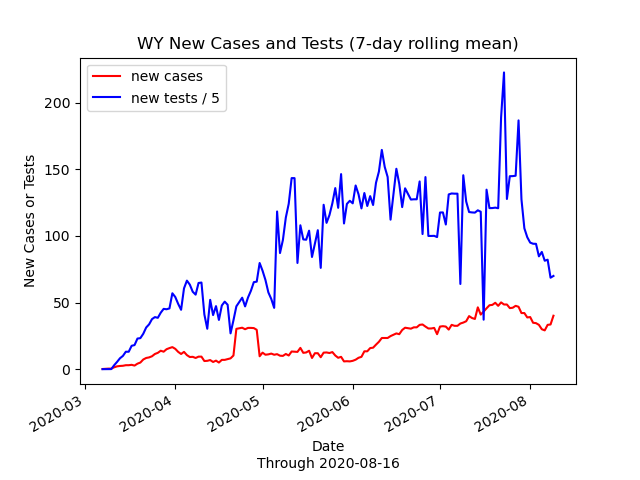 WY New Cases and Tests (7-day rolling mean)
new cases
new tests / 5
New Cases or Tests
200
150
100
50
0
2020-03
2020-04
2020-05
2020-06
2020-07
2020-08
Date
Through 2020-08-16